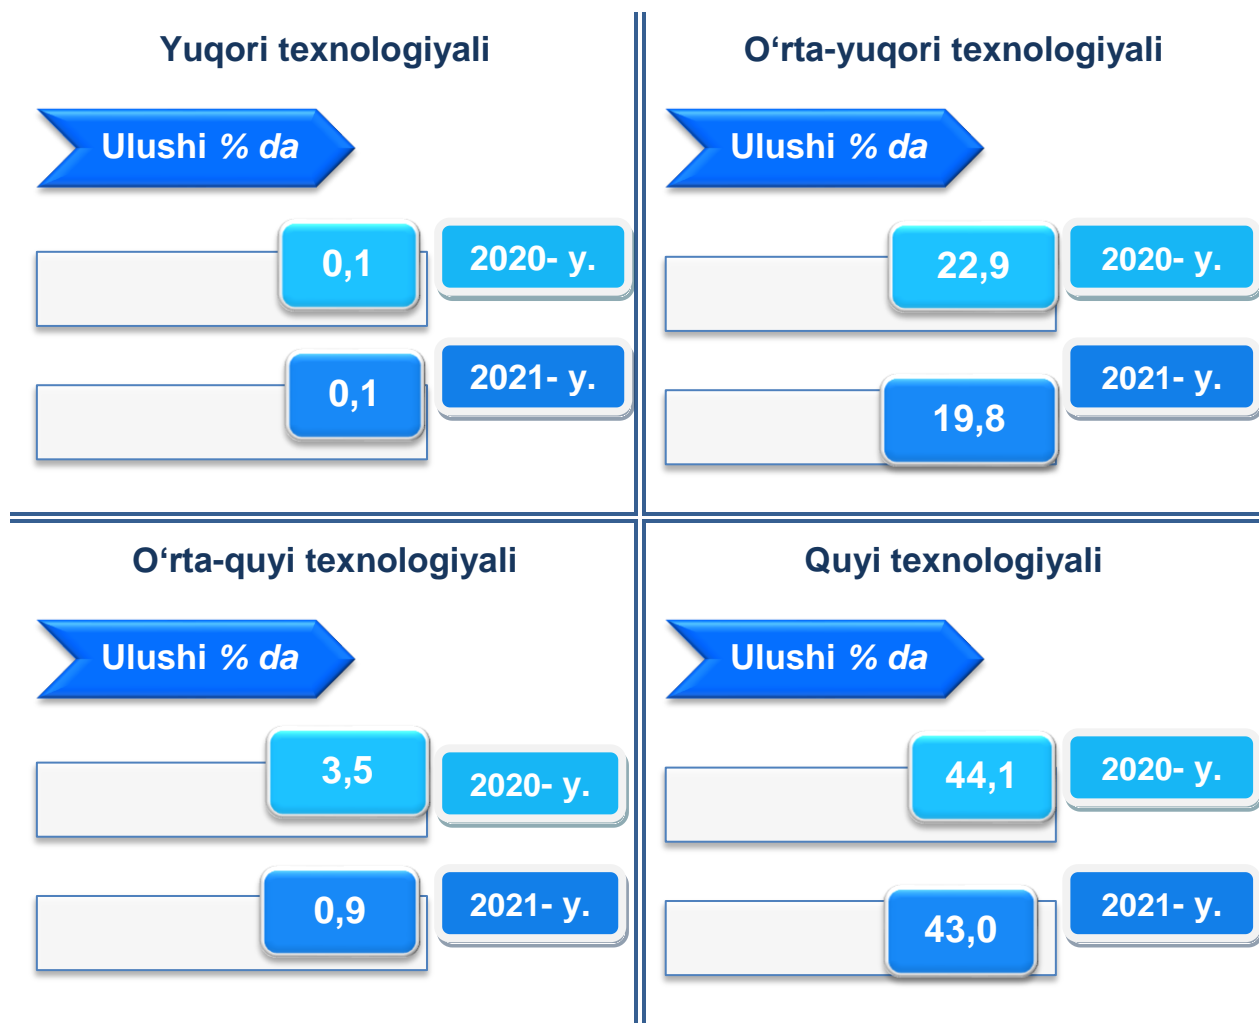 Yuqori texnologiyali
Ulushi % da
0,1
2020- y.
0,1
2021- y.
O‘rta-yuqori texnologiyali
Ulushi % da
22,9
2020- y.
19,8
2021- y.
O‘rta-quyi texnologiyali
Ulushi % da
3,5
2020- y.
0,9
2021- y.
Quyi texnologiyali
Ulushi % da
44,1
2020- y.
43,0
2021- y.